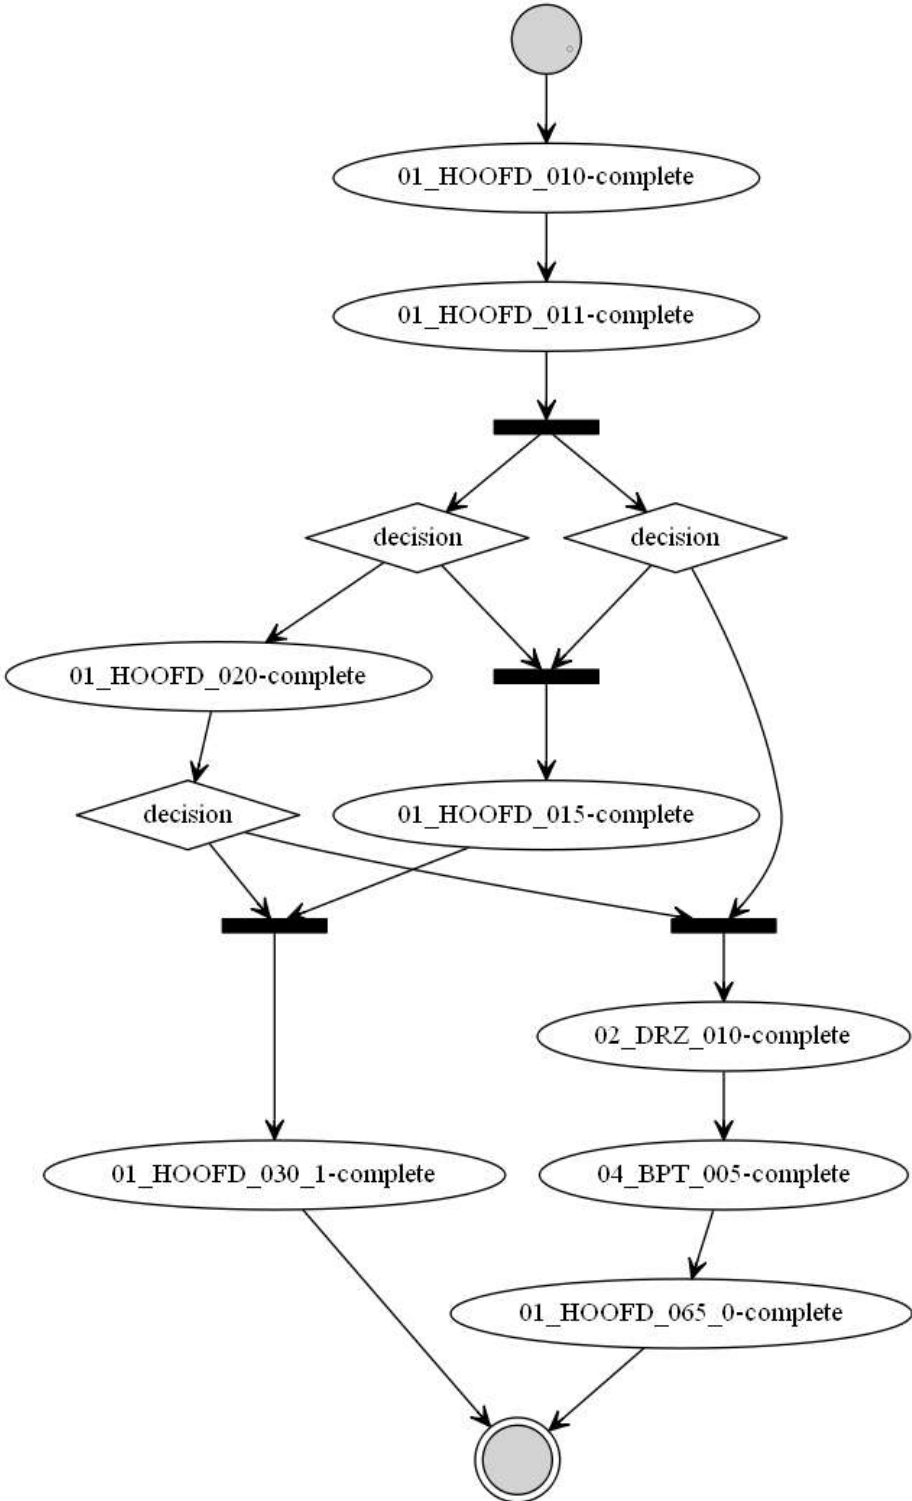 01_HOOFD_010-complete
01_HOOFD_011-complete
decision
decision
01_HOOFD_020-complete
decision
01_HOOFD_015-complete
02_DRZ_010-complete
01_HOOFD_030_1-complete
04_BPT_005-complete
01_HOOFD_065_0-complete